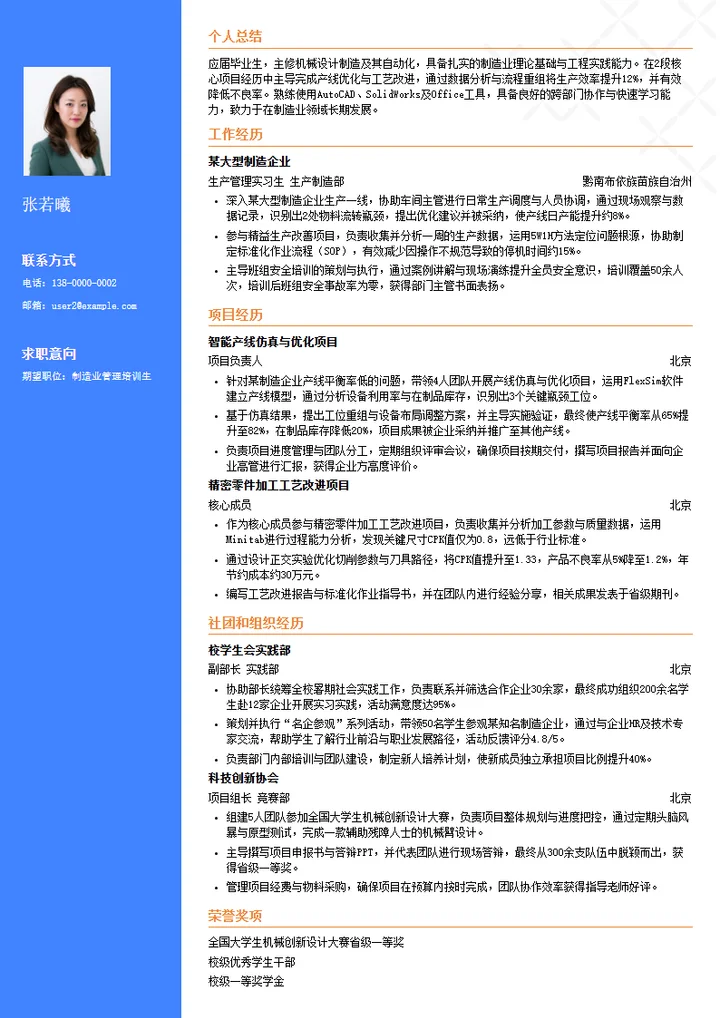 张若曦
联系方式
电话：138-0000-0002
邮箱：user2@example.com
求职意向
期望职位：制造业管理培训生
个人总结
应届毕业生，主修机械设计制造及其自动化，具备扎实的制造业理论基础与工程实践能力。在2段核
心项目经历中主导完成产线优化与工艺改进，通过数据分析与流程重组将生产效率提升12%，并有效
降低不良率。熟练使用AutoCAD、SolidWorks及Office工具，具备良好的跨部门协作与快速学习能
力，致力于在制造业领域长期发展。
工作经历
某大型制造企业
生产管理实习生 生产制造部 黔南布依族苗族自治州
• 深入某大型制造企业生产一线，协助车间主管进行日常生产调度与人员协调，通过现场观察与数
据记录，识别出2处物料流转瓶颈，提出优化建议并被采纳，使产线日产能提升约8%。
• 参与精益生产改善项目，负责收集并分析一周的生产数据，运用5W1H方法定位问题根源，协助制
定标准化作业流程（SOP），有效减少因操作不规范导致的停机时间约15%。
• 主导班组安全培训的策划与执行，通过案例讲解与现场演练提升全员安全意识，培训覆盖50余人
次，培训后班组安全事故率为零，获得部门主管书面表扬。
项目经历
智能产线仿真与优化项目
项目负责人 北京
• 针对某制造企业产线平衡率低的问题，带领4人团队开展产线仿真与优化项目，运用FlexSim软件
建立产线模型，通过分析设备利用率与在制品库存，识别出3个关键瓶颈工位。
• 基于仿真结果，提出工位重组与设备布局调整方案，并主导实施验证，最终使产线平衡率从65%提
升至82%，在制品库存降低20%，项目成果被企业采纳并推广至其他产线。
• 负责项目进度管理与团队分工，定期组织评审会议，确保项目按期交付，撰写项目报告并面向企
业高管进行汇报，获得企业方高度评价。
精密零件加工工艺改进项目
核心成员 北京
• 作为核心成员参与精密零件加工工艺改进项目，负责收集并分析加工参数与质量数据，运用
Minitab进行过程能力分析，发现关键尺寸CPK值仅为0.8，远低于行业标准。
• 通过设计正交实验优化切削参数与刀具路径，将CPK值提升至1.33，产品不良率从5%降至1.2%，年
节约成本约30万元。
• 编写工艺改进报告与标准化作业指导书，并在团队内进行经验分享，相关成果发表于省级期刊。
社团和组织经历
校学生会实践部
副部长 实践部 北京
• 协助部长统筹全校暑期社会实践工作，负责联系并筛选合作企业30余家，最终成功组织200余名学
生赴12家企业开展实习实践，活动满意度达95%。
• 策划并执行“名企参观”系列活动，带领50名学生参观某知名制造企业，通过与企业HR及技术专
家交流，帮助学生了解行业前沿与职业发展路径，活动反馈评分4.8/5。
• 负责部门内部培训与团队建设，制定新人培养计划，使新成员独立承担项目比例提升40%。
科技创新协会
项目组长 竞赛部 北京
• 组建5人团队参加全国大学生机械创新设计大赛，负责项目整体规划与进度把控，通过定期头脑风
暴与原型测试，完成一款辅助残障人士的机械臂设计。
• 主导撰写项目申报书与答辩PPT，并代表团队进行现场答辩，最终从300余支队伍中脱颖而出，获
得省级一等奖。
• 管理项目经费与物料采购，确保项目在预算内按时完成，团队协作效率获得指导老师好评。
荣誉奖项
全国大学生机械创新设计大赛省级一等奖
校级优秀学生干部
校级一等奖学金